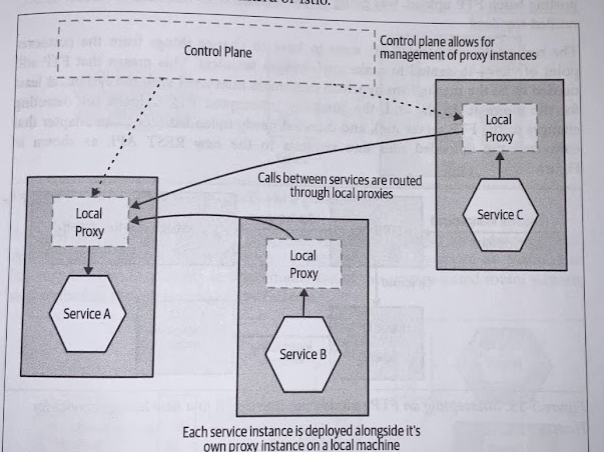 Control Plane
Control plane allows for
management of proxy instances
Local
Proxy
Calls between services are routed
through local proxies
Service C
Local
Proxy
Local
Proxy
Service A
Service B
Each service instance is deployed alongside it's
own proxy instance on a local machine